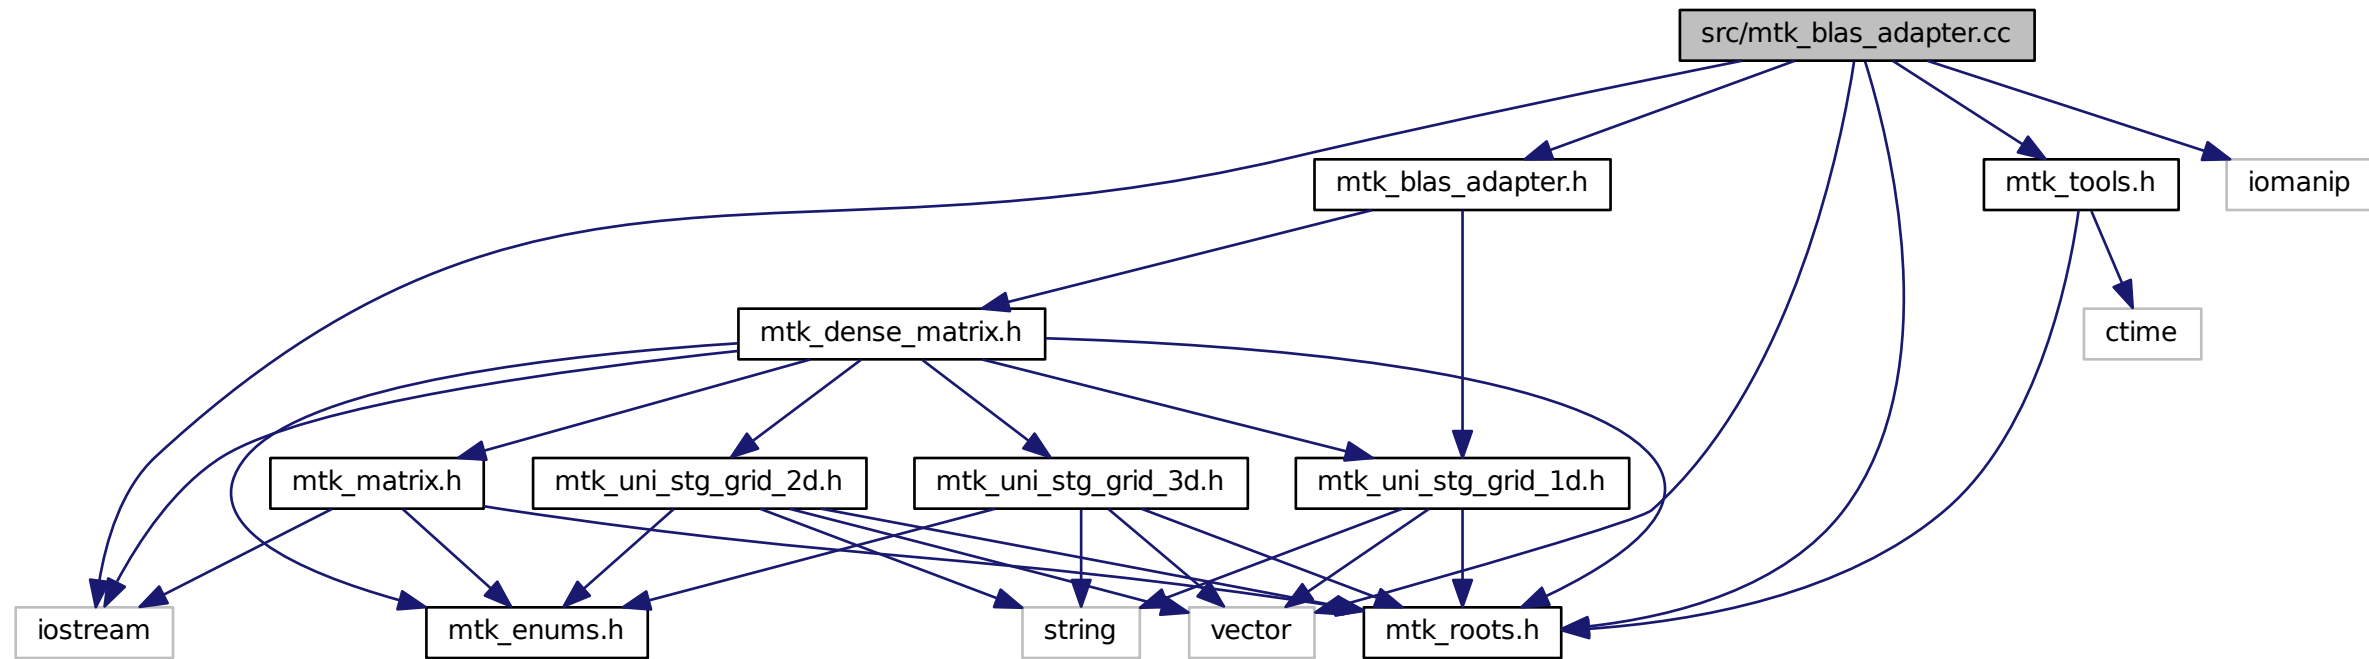 src/mtk_blas_adapter.cc
mtk_blas_adapter.h
mtk_tools.h
iomanip
mtk_dense_matrix.h
ctime
mtk_matrix.h
mtk_uni_stg_grid_2d.h
mtk_uni_stg_grid_3d.h
mtk_uni_stg_grid_1d.h
iostream
mtk_enums.h
string
vector
mtk_roots.h